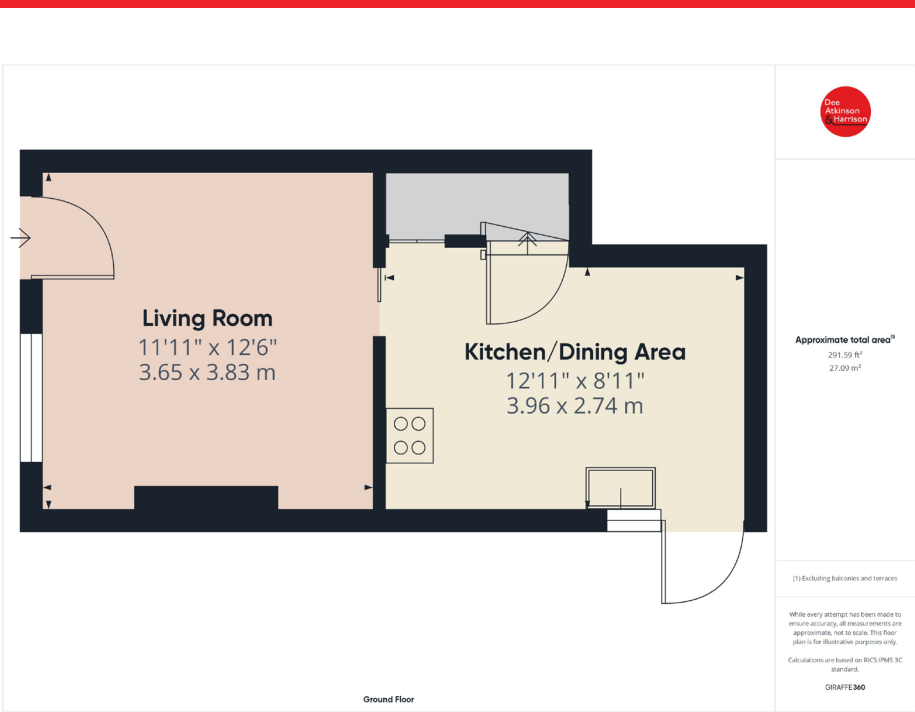 Dee
Atkinson
& Harrison
Living Room
11'11" x 12'6"
3.65 x 3.83 m
Kitchen/Dining Area
12'11" x 8'11"
3.96 x 2.74 m
Approximate total area⁽¹⁾
291.59 ft²
27.09 m²
(1) Excluding balconies and terraces
While every attempt has been made to
ensure accuracy, all measurements are
approximate, not to scale. This floor
plan is for illustrative purposes only.
Calculations are based on RICS IPMS 3C
standard.
GIRAFFE360
Ground Floor